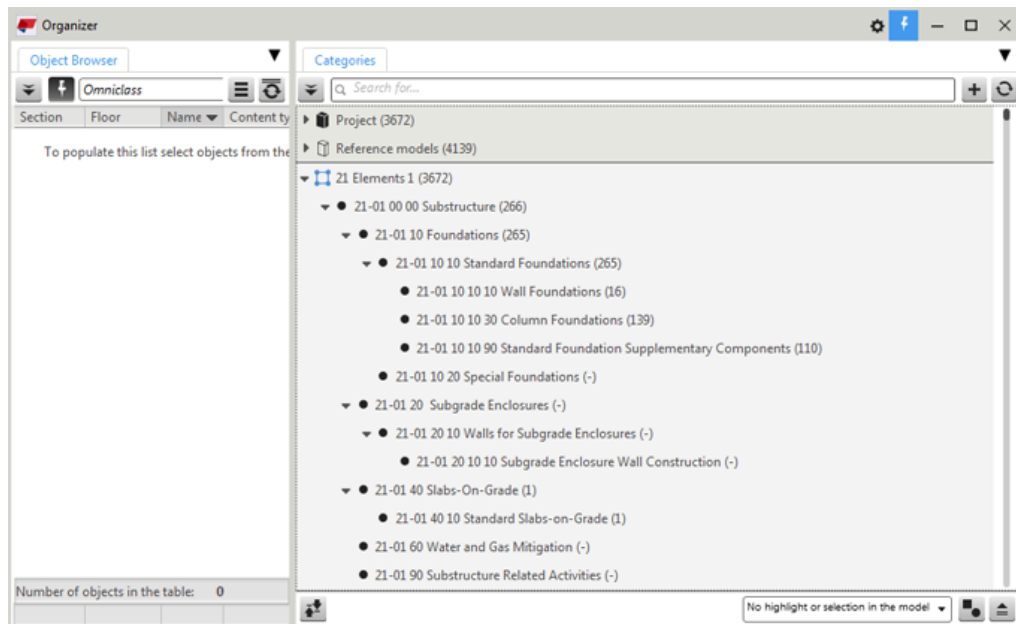 Organizer
Object Browser
Omniclass
Section Floor Name Content ty
To populate this list select objects from the
Number of objects in the table: 0
Categories
Search for...
Project (3672)
Reference models (4139)
21 Elements 1 (3672)
21-01 00 00 Substructure (266)
21-01 10 Foundations (265)
21-01 10 10 Standard Foundations (265)
21-01 10 10 10 Wall Foundations (16)
21-01 10 10 30 Column Foundations (139)
21-01 10 10 90 Standard Foundation Supplementary Components (110)
21-01 10 20 Special Foundations (-)
21-01 20 Subgrade Enclosures (-)
21-01 20 10 Walls for Subgrade Enclosures (-)
21-01 20 10 10 Subgrade Enclosure Wall Construction (-)
21-01 40 Slabs-On-Grade (1)
21-01 40 10 Standard Slabs-on-Grade (1)
21-01 60 Water and Gas Mitigation (-)
21-01 90 Substructure Related Activities (-)
No highlight or selection in the model